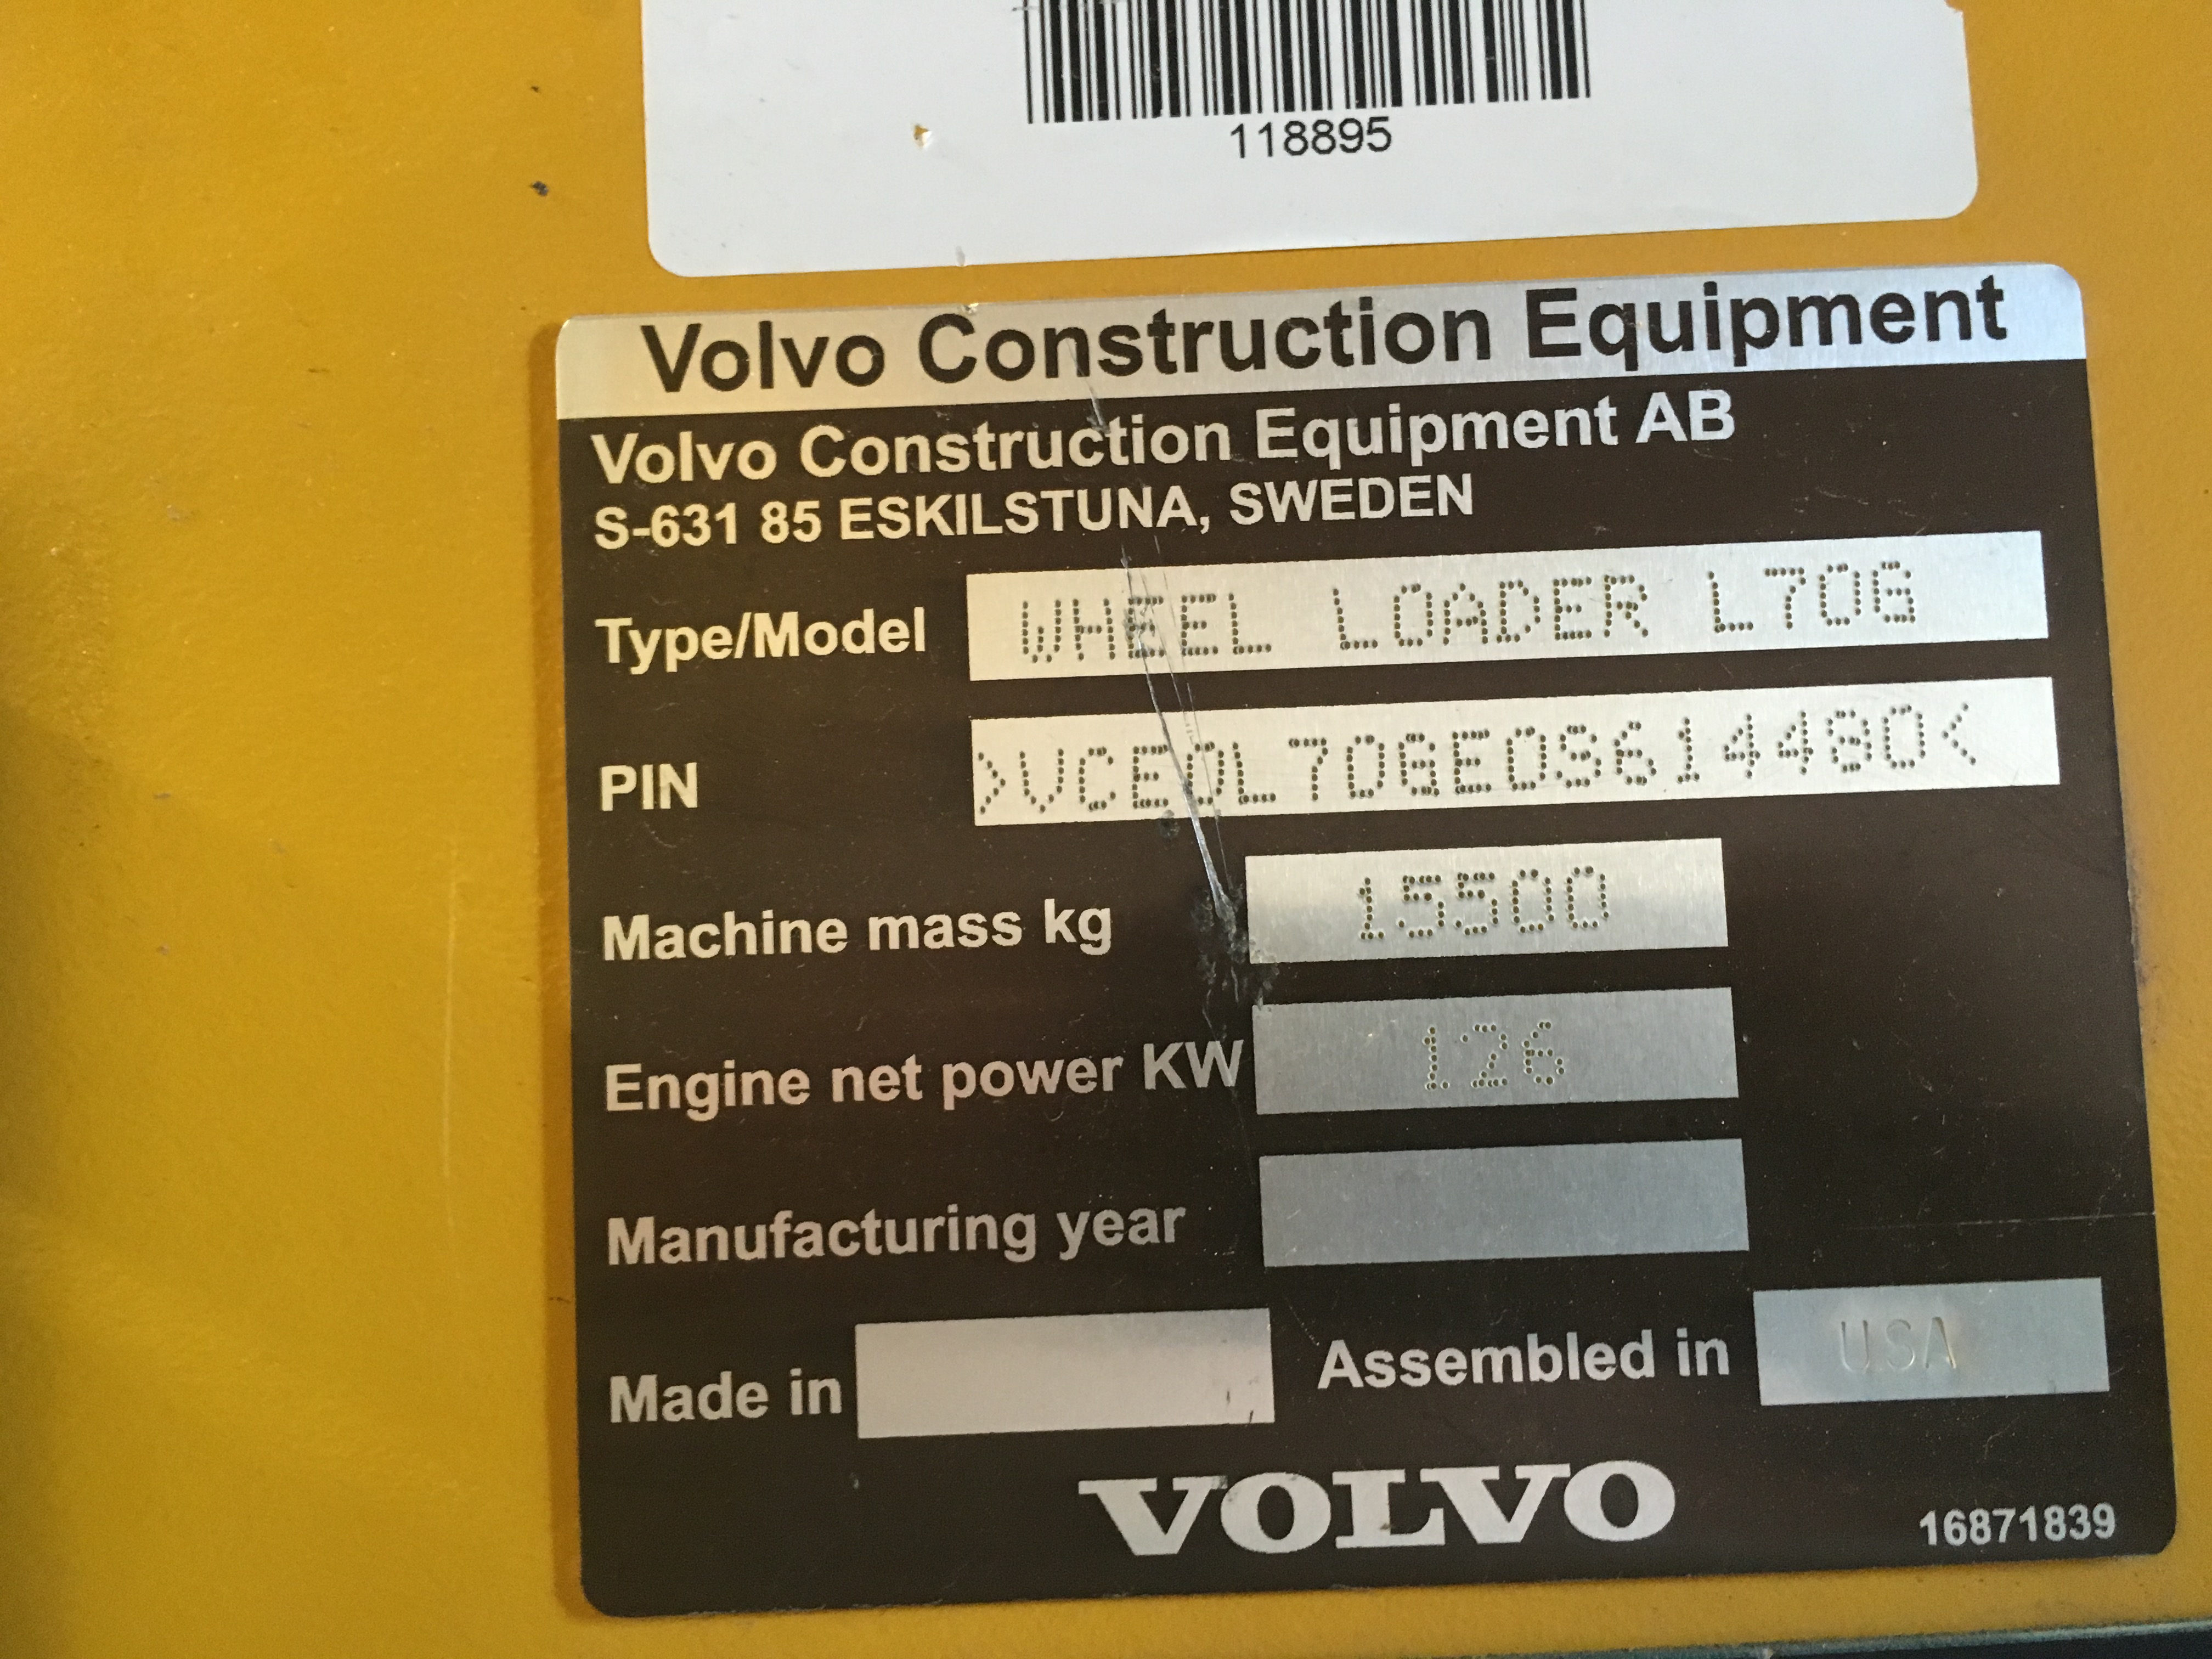 118895
Volvo Construction Equipment
Volvo Construction Equipment AB
S-631 85 ESKILSTUNA, SWEDEN
Type/Model WHEEL LOADER L70G
PIN >VCE0L70GE0S614480<
Machine mass kg 15500
Engine net power KW 126
Manufacturing year
Made in Assembled in USA
VOLVO
16871839